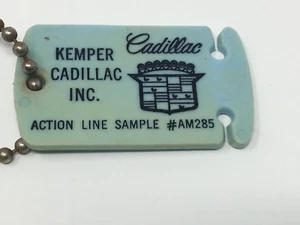 Cadillac
KEMPER
CADILLAC
INC.
ACTION LINE SAMPLE #AM285